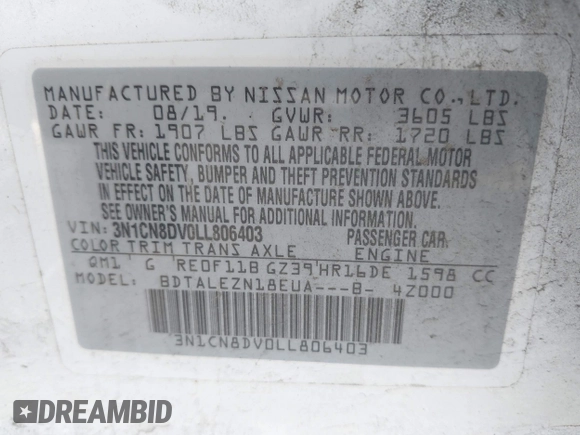 MANUFACTURED BY NISSAN MOTOR CO., LTD.
DATE: 08/19. GVWR: 3605 LBS
GAWR FR: 1907 LBS GAWR RR: 1720 LBS
THIS VEHICLE CONFORMS TO ALL APPLICABLE FEDERAL MOTOR
VEHICLE SAFETY, BUMPER AND THEFT PREVENTION STANDARDS
IN EFFECT ON THE DATE OF MANUFACTURE SHOWN ABOVE.
SEE OWNER'S MANUAL FOR ADDITIONAL INFORMATION.
VIN: 3N1CN8DV0LL806403 PASSENGER CAR.
COLOR TRIM TRANS AXLE ENGINE
QM1 G RE0F11B GZ39 HR16DE 1598 CC
BDTALEZN18EUA---B- 4Z000
3N1CN8DV0LL806403
DREAMBID